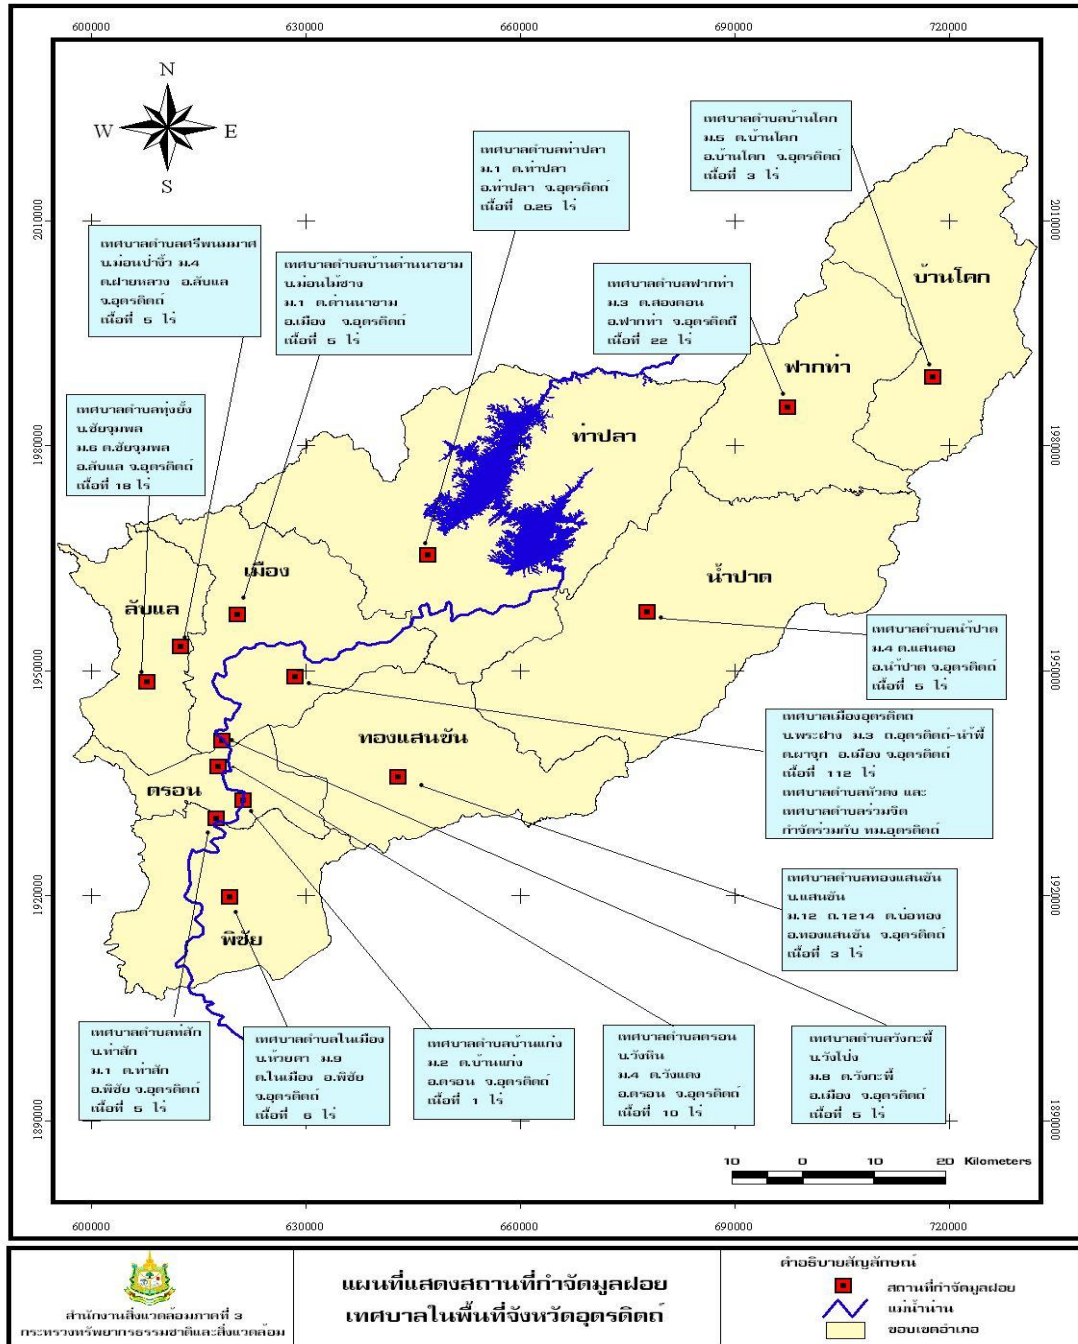 600000 630000 660000 690000 720000
N
W E
S
2010000 2010000
1980000 1980000
1950000 1950000
1920000 1920000
1890000 1890000
เทศบาลตำบลบ้านโคก
ม.5 ต.บ้านโคก
อ.บ้านโคก จ.อุตรดิตถ์
เนื้อที่ 3 ไร่
เทศบาลตำบลท่าปลา
ม.1 ต.ท่าปลา
อ.ท่าปลา จ.อุตรดิตถ์
เนื้อที่ 0.25 ไร่
เทศบาลตำบลศรีพนมมาศ
บ.ม่อนป่างิ้ว ม.4
ต.ฝายหลวง อ.ลับแล
จ.อุตรดิตถ์
เนื้อที่ 5 ไร่
เทศบาลตำบลบ้านด่านนาขาม
บ.ม่อนไม้ซาง
ม.1 ต.ด่านนาขาม
อ.เมือง จ.อุตรดิตถ์
เนื้อที่ 5 ไร่
เทศบาลตำบลฟากท่า
ม.3 ต.สองคอน
อ.ฟากท่า จ.อุตรดิตถ์
เนื้อที่ 22 ไร่
เทศบาลตำบลทุ่งยั้ง
บ.ชัยจุมพล
ม.6 ต.ชัยจุมพล
อ.ลับแล จ.อุตรดิตถ์
เนื้อที่ 18 ไร่
บ้านโคก
ฟากท่า
ท่าปลา
น้ำปาด
เมือง
ลับแล
ทองแสนขัน
ตรอน
พิชัย
เทศบาลตำบลน้ำปาด
ม.4 ต.แสนตอ
อ.น้ำปาด จ.อุตรดิตถ์
เนื้อที่ 5 ไร่
เทศบาลเมืองอุตรดิตถ์
บ.พระฝาง ม.3 ถ.อุตรดิตถ์-น้ำพี้
ต.ผาจุก อ.เมือง จ.อุตรดิตถ์
เนื้อที่ 112 ไร่
เทศบาลตำบลหัวดง และ
เทศบาลตำบลร่วมจิต
กำจัดร่วมกับ ทม.อุตรดิตถ์
เทศบาลตำบลทองแสนขัน
บ.แสนขัน
ม.12 ถ.1214 ต.บ่อทอง
อ.ทองแสนขัน จ.อุตรดิตถ์
เนื้อที่ 3 ไร่
เทศบาลตำบลท่สัก
บ.ท่าสัก
ม.1 ต.ท่าสัก
อ.พิชัย จ.อุตรดิตถ์
เนื้อที่ 5 ไร่
เทศบาลตำบลในเมือง
บ.ห้วยคา ม.9
ต.ในเมือง อ.พิชัย
จ.อุตรดิตถ์
เนื้อที่ 6 ไร่
เทศบาลตำบลบ้านแก่ง
ม.2 ต.บ้านแก่ง
อ.ตรอน จ.อุตรดิตถ์
เนื้อที่ 1 ไร่
เทศบาลตำบลตรอน
บ.วังหิน
ม.4 ต.วังแดง
อ.ตรอน จ.อุตรดิตถ์
เนื้อที่ 10 ไร่
เทศบาลตำบลวังกะพี้
บ.วังโป่ง
ม.8 ต.วังกะพี้
อ.เมือง จ.อุตรดิตถ์
เนื้อที่ 5 ไร่
10 0 10 20 Kilometers
600000 630000 660000 690000 720000
สำนักงานสิ่งแวดล้อมภาคที่ 3
กระทรวงทรัพยากรธรรมชาติและสิ่งแวดล้อม
แผนที่แสดงสถานที่กำจัดมูลฝอย
เทศบาลในพื้นที่จังหวัดอุตรดิตถ์
คำอธิบายสัญลักษณ์
สถานที่กำจัดมูลฝอย
แม่น้ำน่าน
ขอบเขตอำเภอ